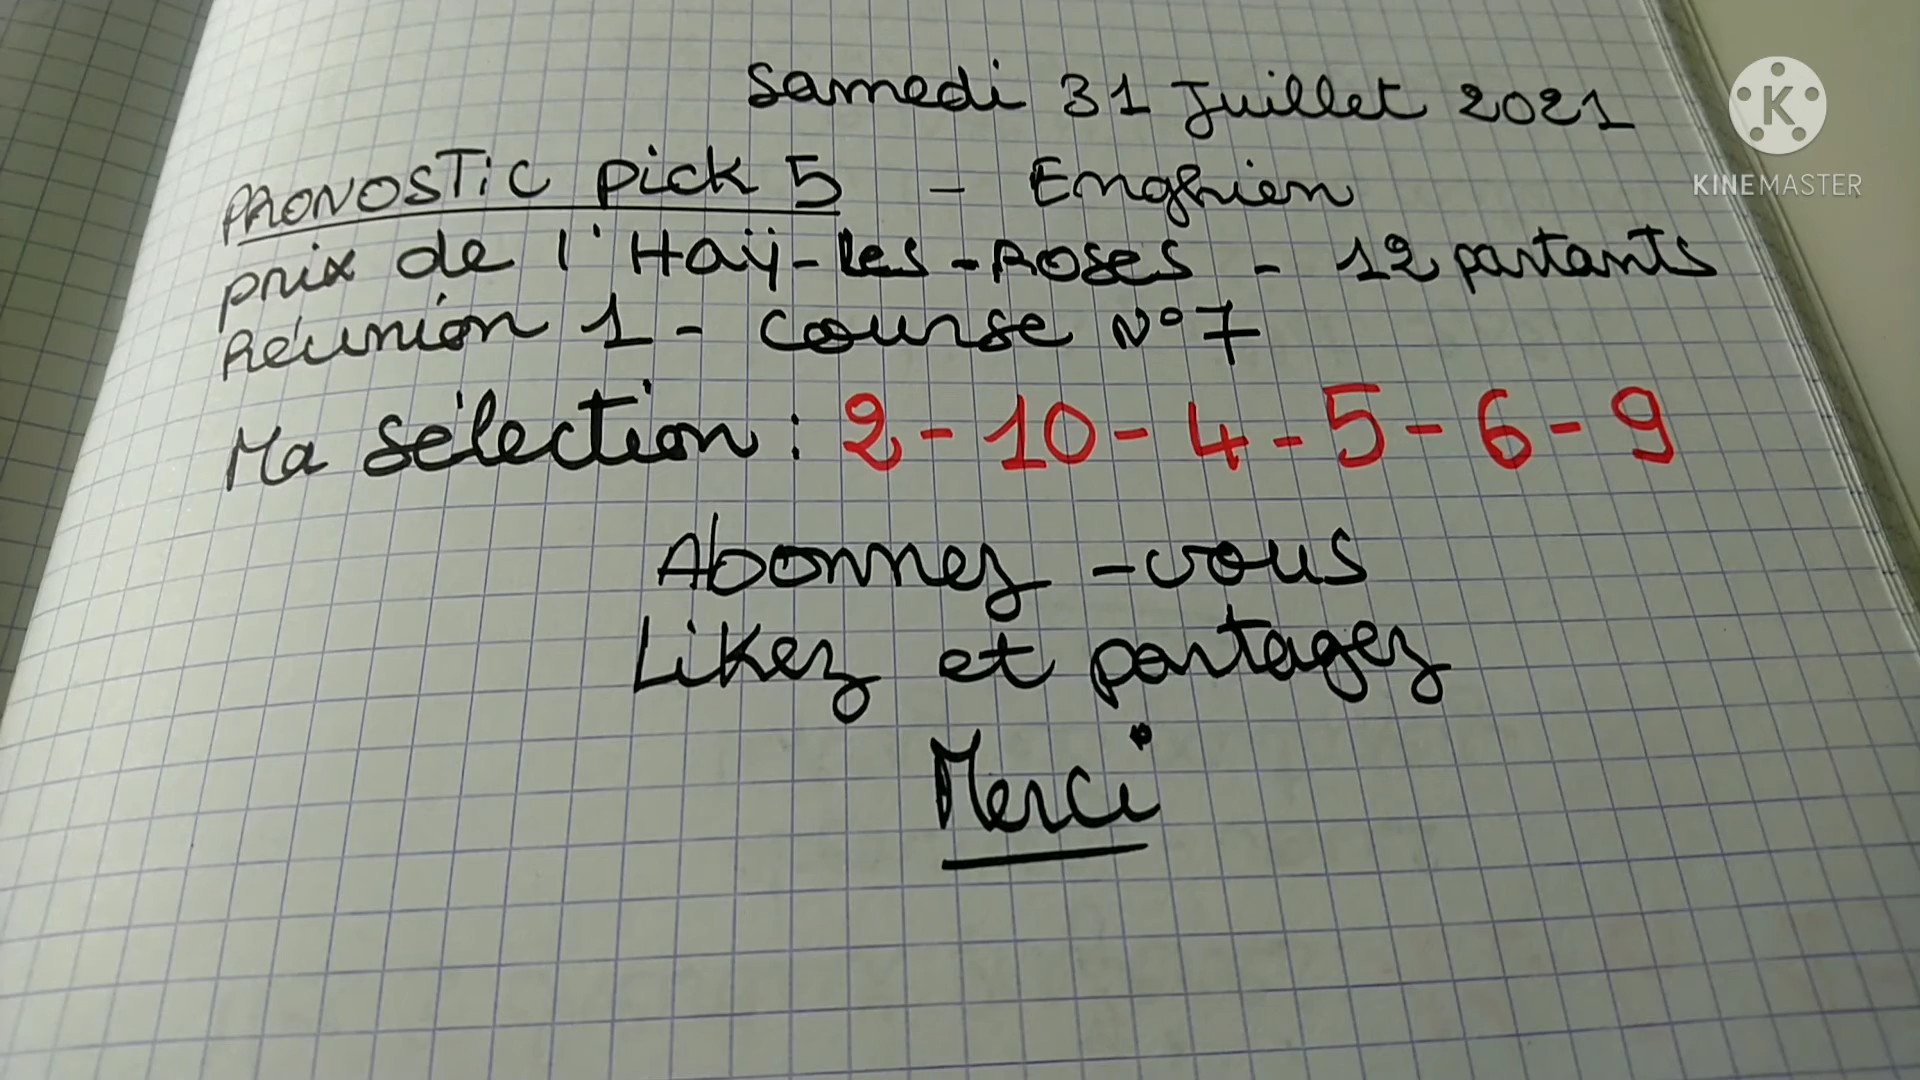 Samedi 31 Juillet 2021
PRONOSTIC PICK 5 - Enghien
prix de l'Haÿ-Les-Roses - 12 partants
Réunion 1 - course N°7
Ma sélection : 2 - 10 - 4 - 5 - 6 - 9
Abonnez-vous
Likez et partagez
Merci
K
KINEMASTER